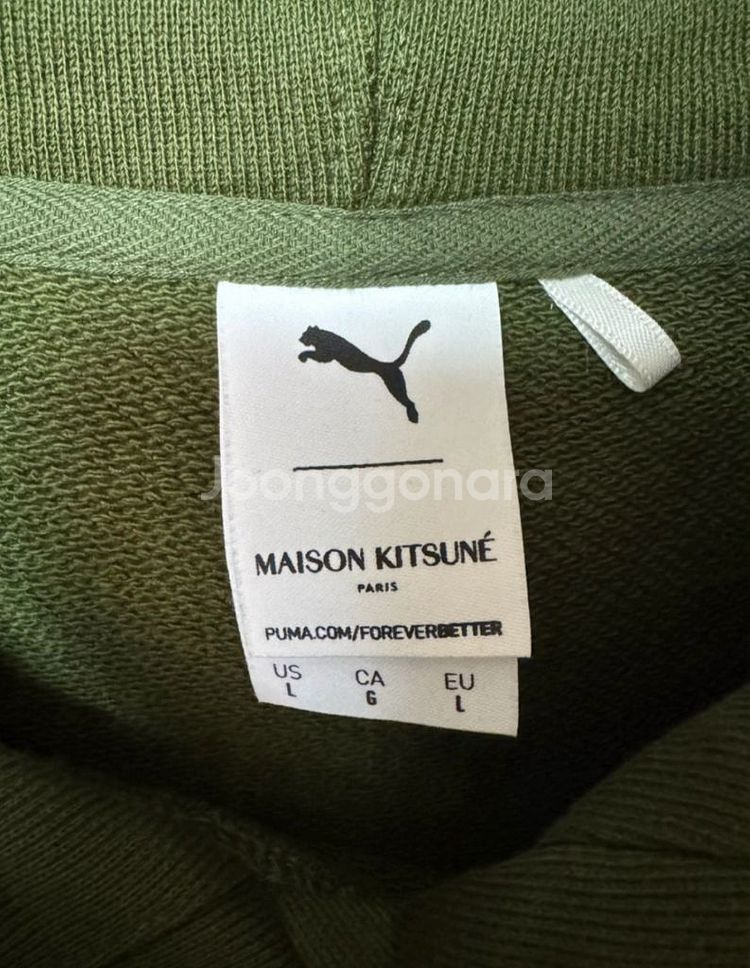 Joonggonara
MAISON KITSUNÉ
PARIS
PUMA.COM/FOREVERBETTER
US CA EU
L G L